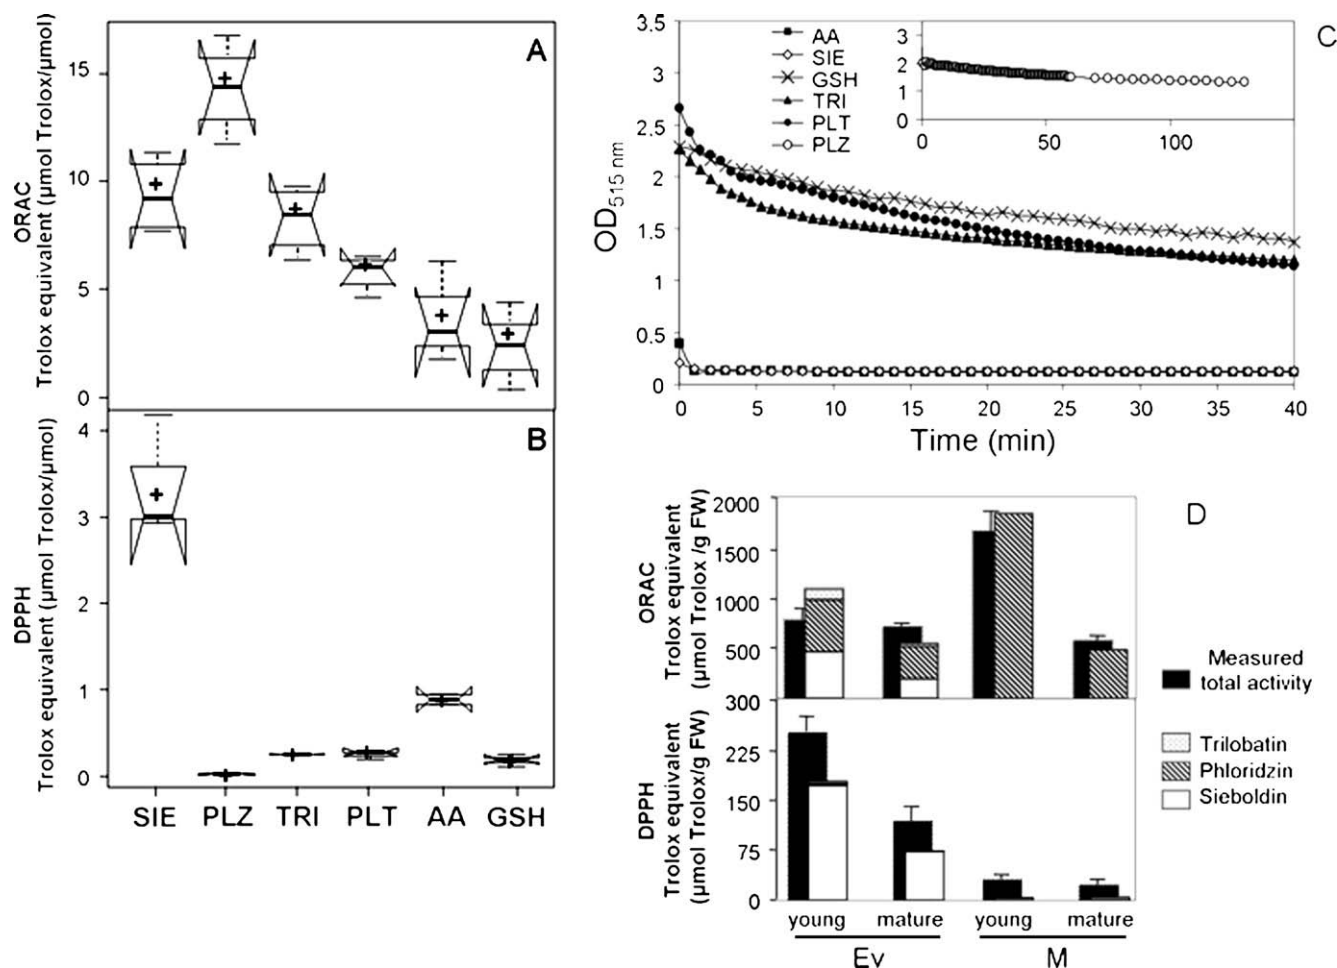 A
ORAC
Trolox equivalent (µmol Trolox/µmol)
15
10
5
0
B
DPPH
Trolox equivalent (µmol Trolox/µmol)
4
3
2
1
0
SIE PLZ TRI PLT AA GSH
C
OD515 nm
3.5
3
2.5
2
1.5
1
0.5
0
AA
SIE
GSH
TRI
PLT
PLZ
3
2
1
0
0 50 100
0 5 10 15 20 25 30 35 40
Time (min)
D
ORAC
Trolox equivalent
(µmol Trolox /g FW)
2000
1500
1000
500
DPPH
Trolox equivalent
(µmol Trolox/g FW)
300
225
150
75
0
young mature young mature
Ev M
Measured
total activity
Trilobatin
Phloridzin
Sieboldin